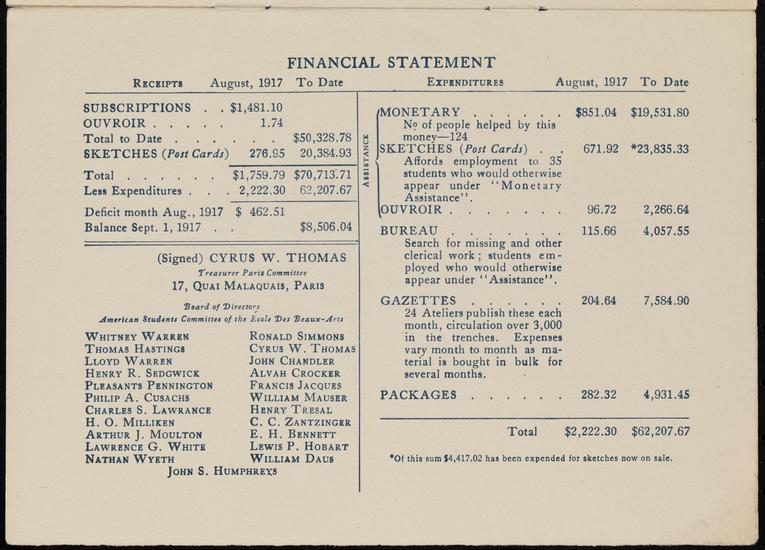 FINANCIAL STATEMENT
RECEIPTS August, 1917 To Date
SUBSCRIPTIONS . . $1,481.10
OUVROIR . . . . . 1.74
Total to Date . . . . . . $50,328.78
SKETCHES (Post Cards) 276.95 20,384.93
Total . . . . . $1,759.79 $70,713.71
Less Expenditures . . . 2,222.30 62,207.67
Deficit month Aug., 1917 $ 462.51
Balance Sept. 1, 1917 . . $8,506.04
(Signed) CYRUS W. THOMAS
Treasurer Paris Committee
17, QUAI MALAQUAIS, PARIS
Board of Directors
American Students Committee of the Ecole Des Beaux-Arts
WHITNEY WARREN RONALD SIMMONS
THOMAS HASTINGS CYRUS W. THOMAS
LLOYD WARREN JOHN CHANDLER
HENRY R. SEDGWICK ALVAH CROCKER
PLEASANTS PENNINGTON FRANCIS JACQUES
PHILIP A. CUSACHS WILLIAM MAUSER
CHARLES S. LAWRANCE HENRY TRESAL
H. O. MILLIKEN C. C. ZANTZINGER
ARTHUR J. MOULTON E. H. BENNETT
LAWRENCE G. WHITE LEWIS P. HOBART
NATHAN WYETH WILLIAM DAUS
JOHN S. HUMPHREYS
EXPENDITURES August, 1917 To Date
ASSISTANCE
MONETARY . . . . . . $851.04 $19,531.80
No of people helped by this
money—124
SKETCHES (Post Cards) . . 671.92 *23,835.33
Affords employment to 35
students who would otherwise
appear under "Monetary
Assistance".
OUVROIR . . . . . . . 96.72 2,266.64
BUREAU . . . . . . . 115.66 4,057.55
Search for missing and other
clerical work; students em-
ployed who would otherwise
appear under "Assistance".
GAZETTES . . . . . . 204.64 7,584.90
24 Ateliers publish these each
month, circulation over 3,000
in the trenches. Expenses
vary month to month as ma-
terial is bought in bulk for
several months.
PACKAGES . . . . . . 282.32 4,931.45
Total $2,222.30 $62,207.67
*Of this sum $4,417.02 has been expended for sketches now on sale.